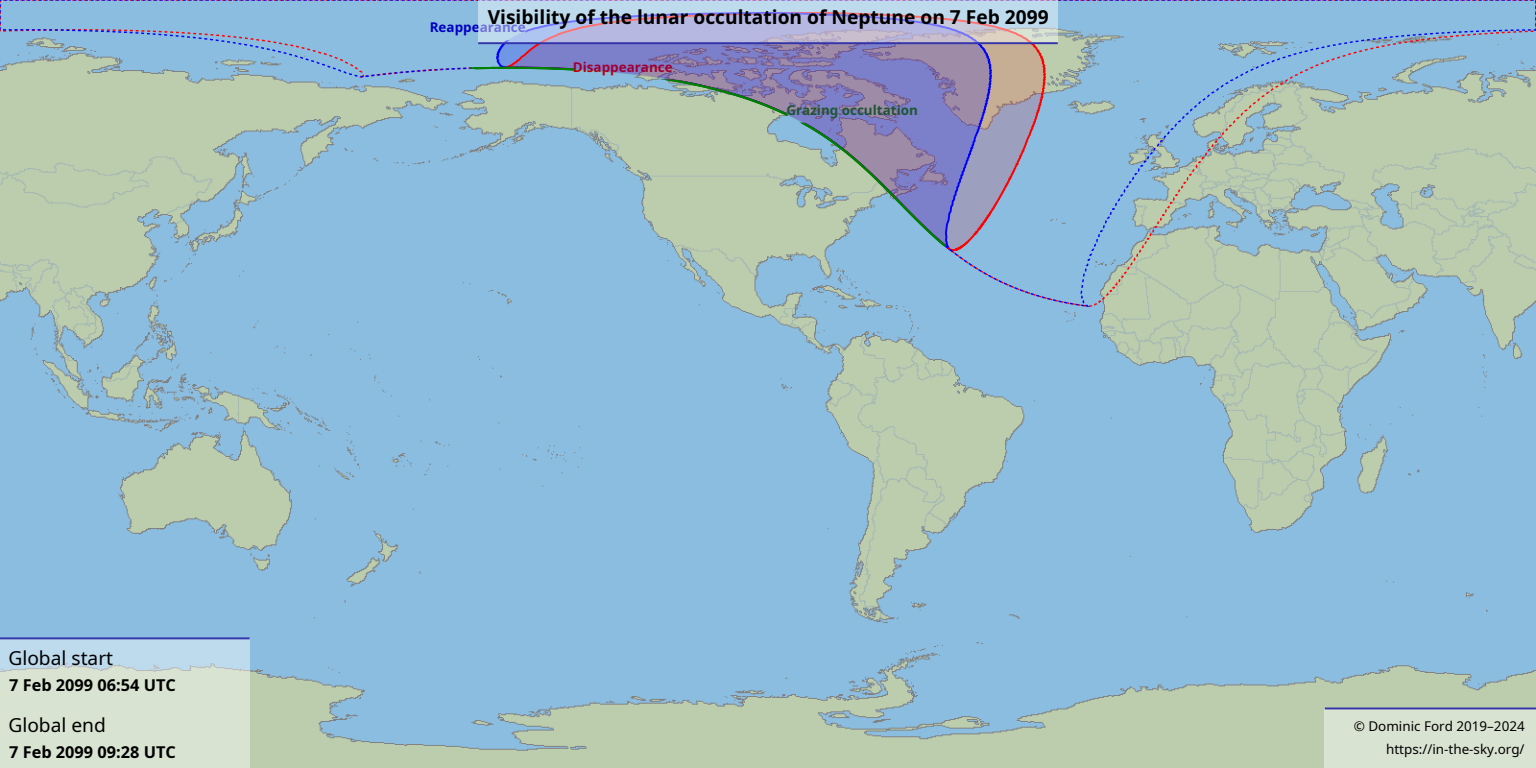 Visibility of the lunar occultation of Neptune on 7 Feb 2099
Reappearance
Disappearance
Grazing occultation
Global start
7 Feb 2099 06:54 UTC
Global end
7 Feb 2099 09:28 UTC
© Dominic Ford 2019–2024
https://in-the-sky.org/